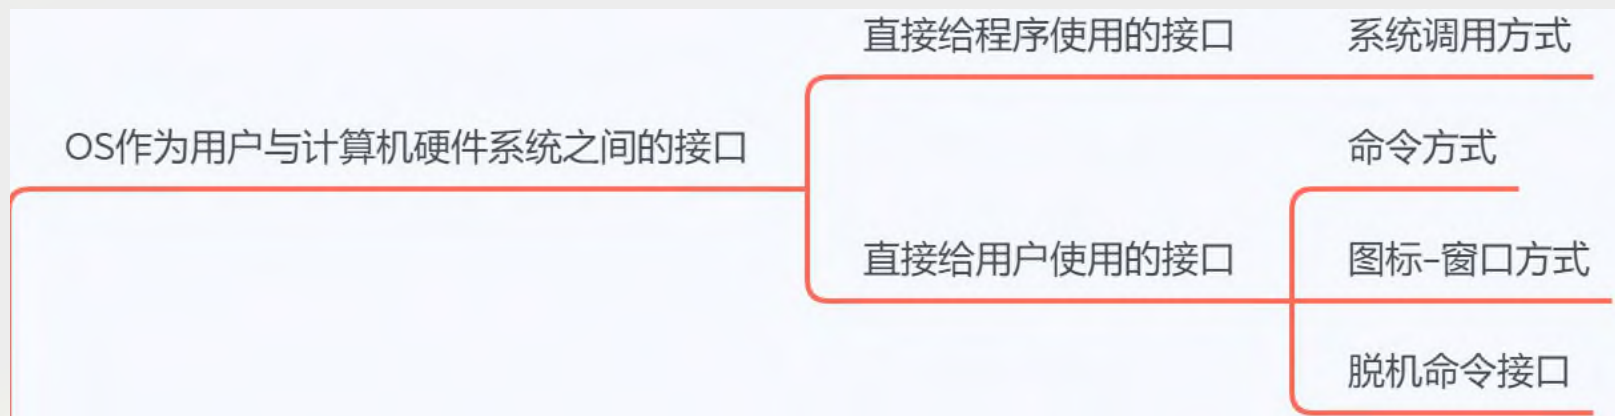 OS作为用户与计算机硬件系统之间的接口
直接给程序使用的接口
系统调用方式
直接给用户使用的接口
命令方式
图标-窗口方式
脱机命令接口